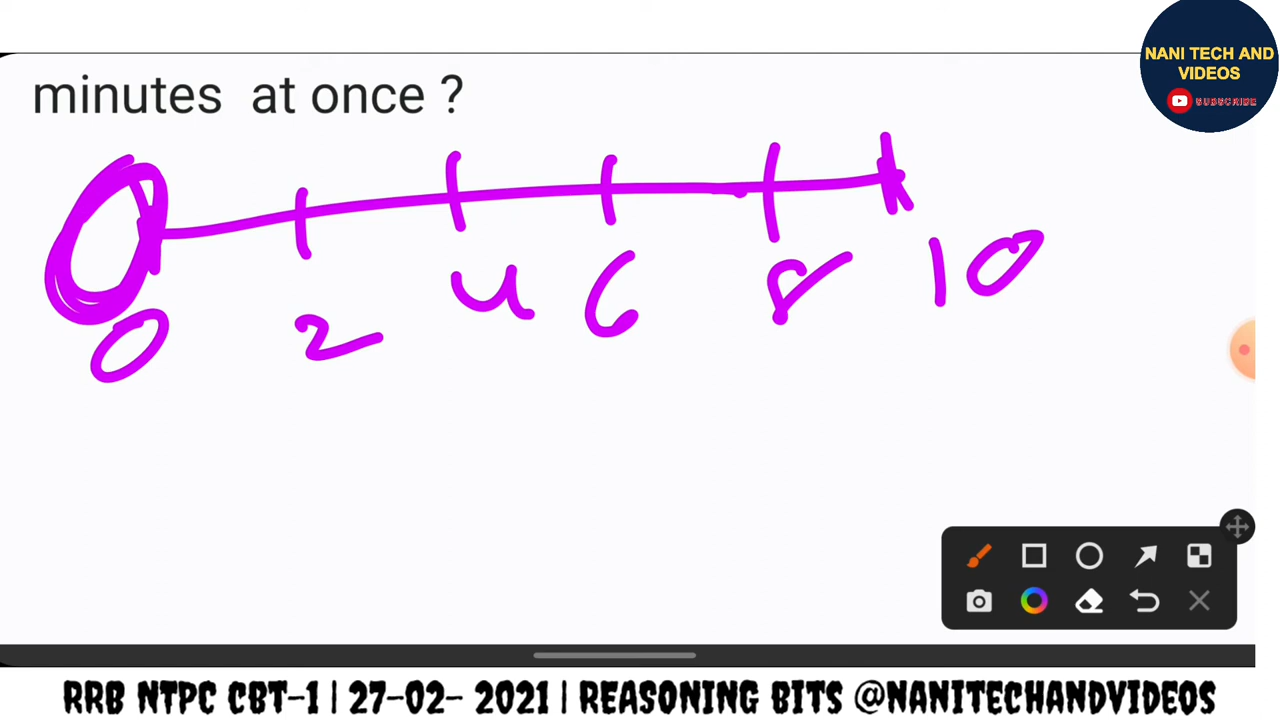 NANI TECH AND
VIDEOS
SUBSCRIBE
minutes at once ?
0 2 4 6 8 10
RRB NTPC CBT-1 | 27-02- 2021 | REASONING BITS @NANITECHANDVIDEOS